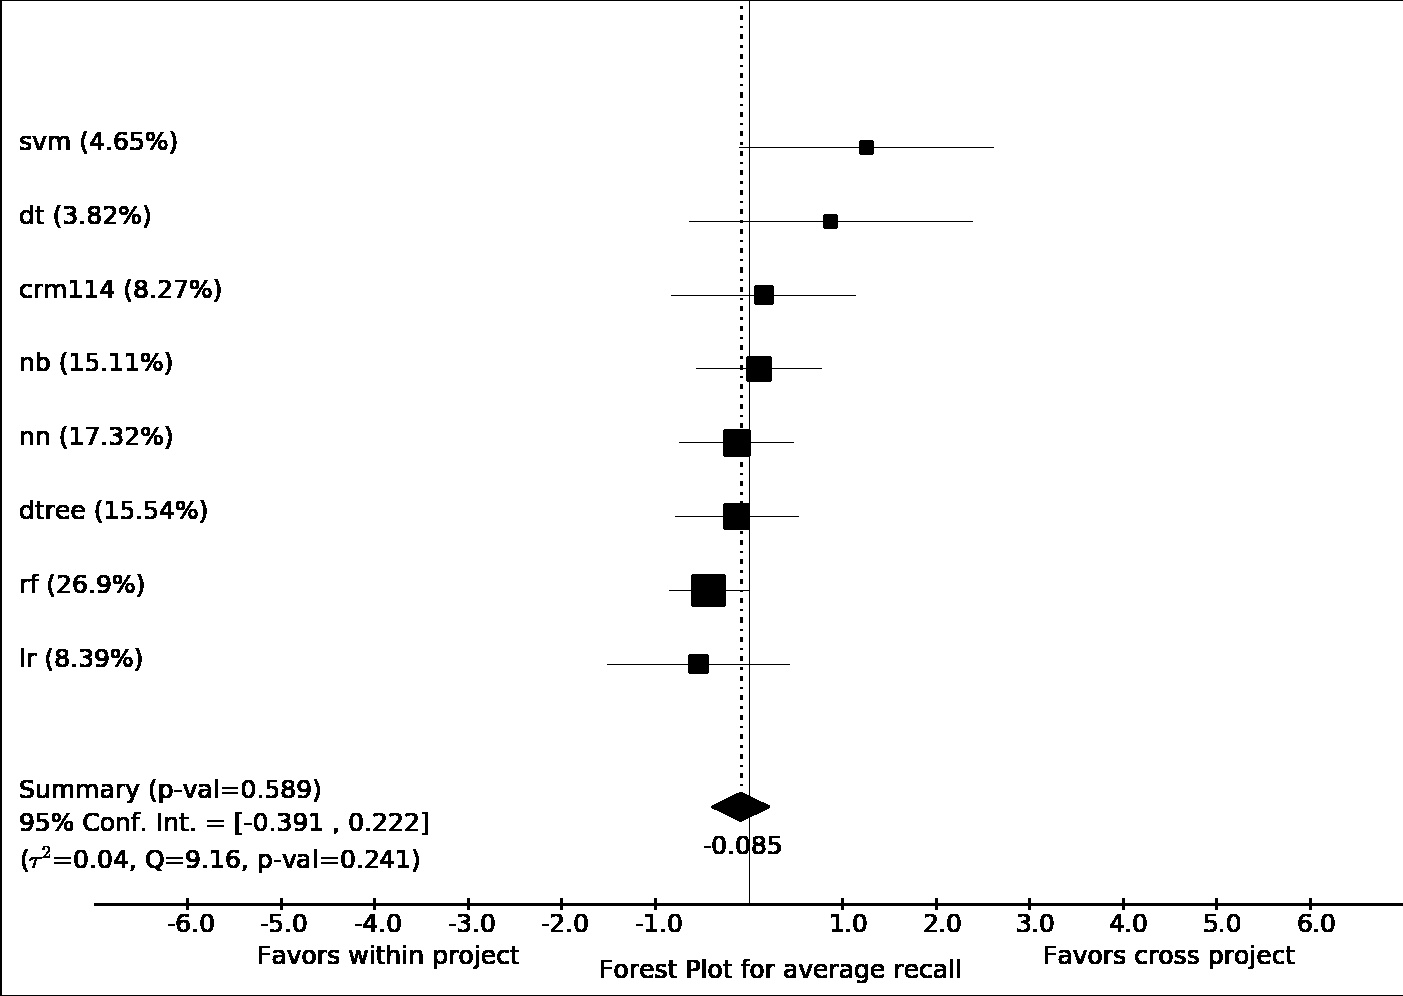 svm (4.65%)
dt (3.82%)
crm114 (8.27%)
nb (15.11%)
nn (17.32%)
dtree (15.54%)
rf (26.9%)
lr (8.39%)
Summary (p-val=0.589)
95% Conf. Int. = [-0.391 , 0.222]
-0.085
(τ²=0.04, Q=9.16, p-val=0.241)
-6.0 -5.0 -4.0 -3.0 -2.0 -1.0 1.0 2.0 3.0 4.0 5.0 6.0
Favors within project Favors cross project
Forest Plot for average recall